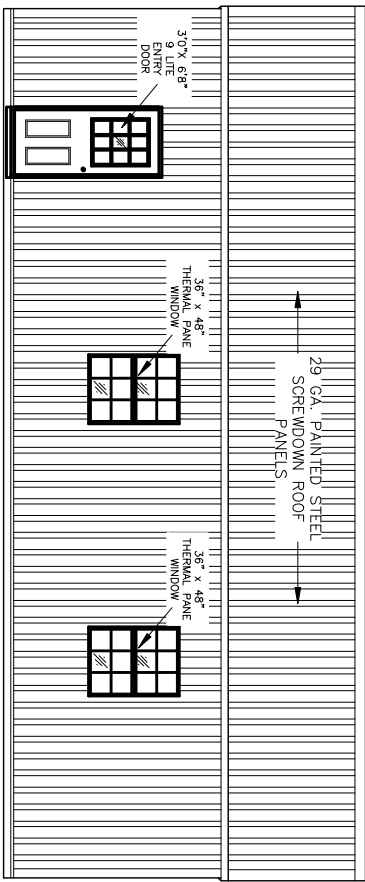 29 GA. PAINTED STEEL
SCREWDOWN ROOF
PANELS
3'0"X 6'8"
9 LITE
ENTRY
DOOR
36" x 48"
THERMAL PANE
WINDOW
36" x 48"
THERMAL PANE
WINDOW